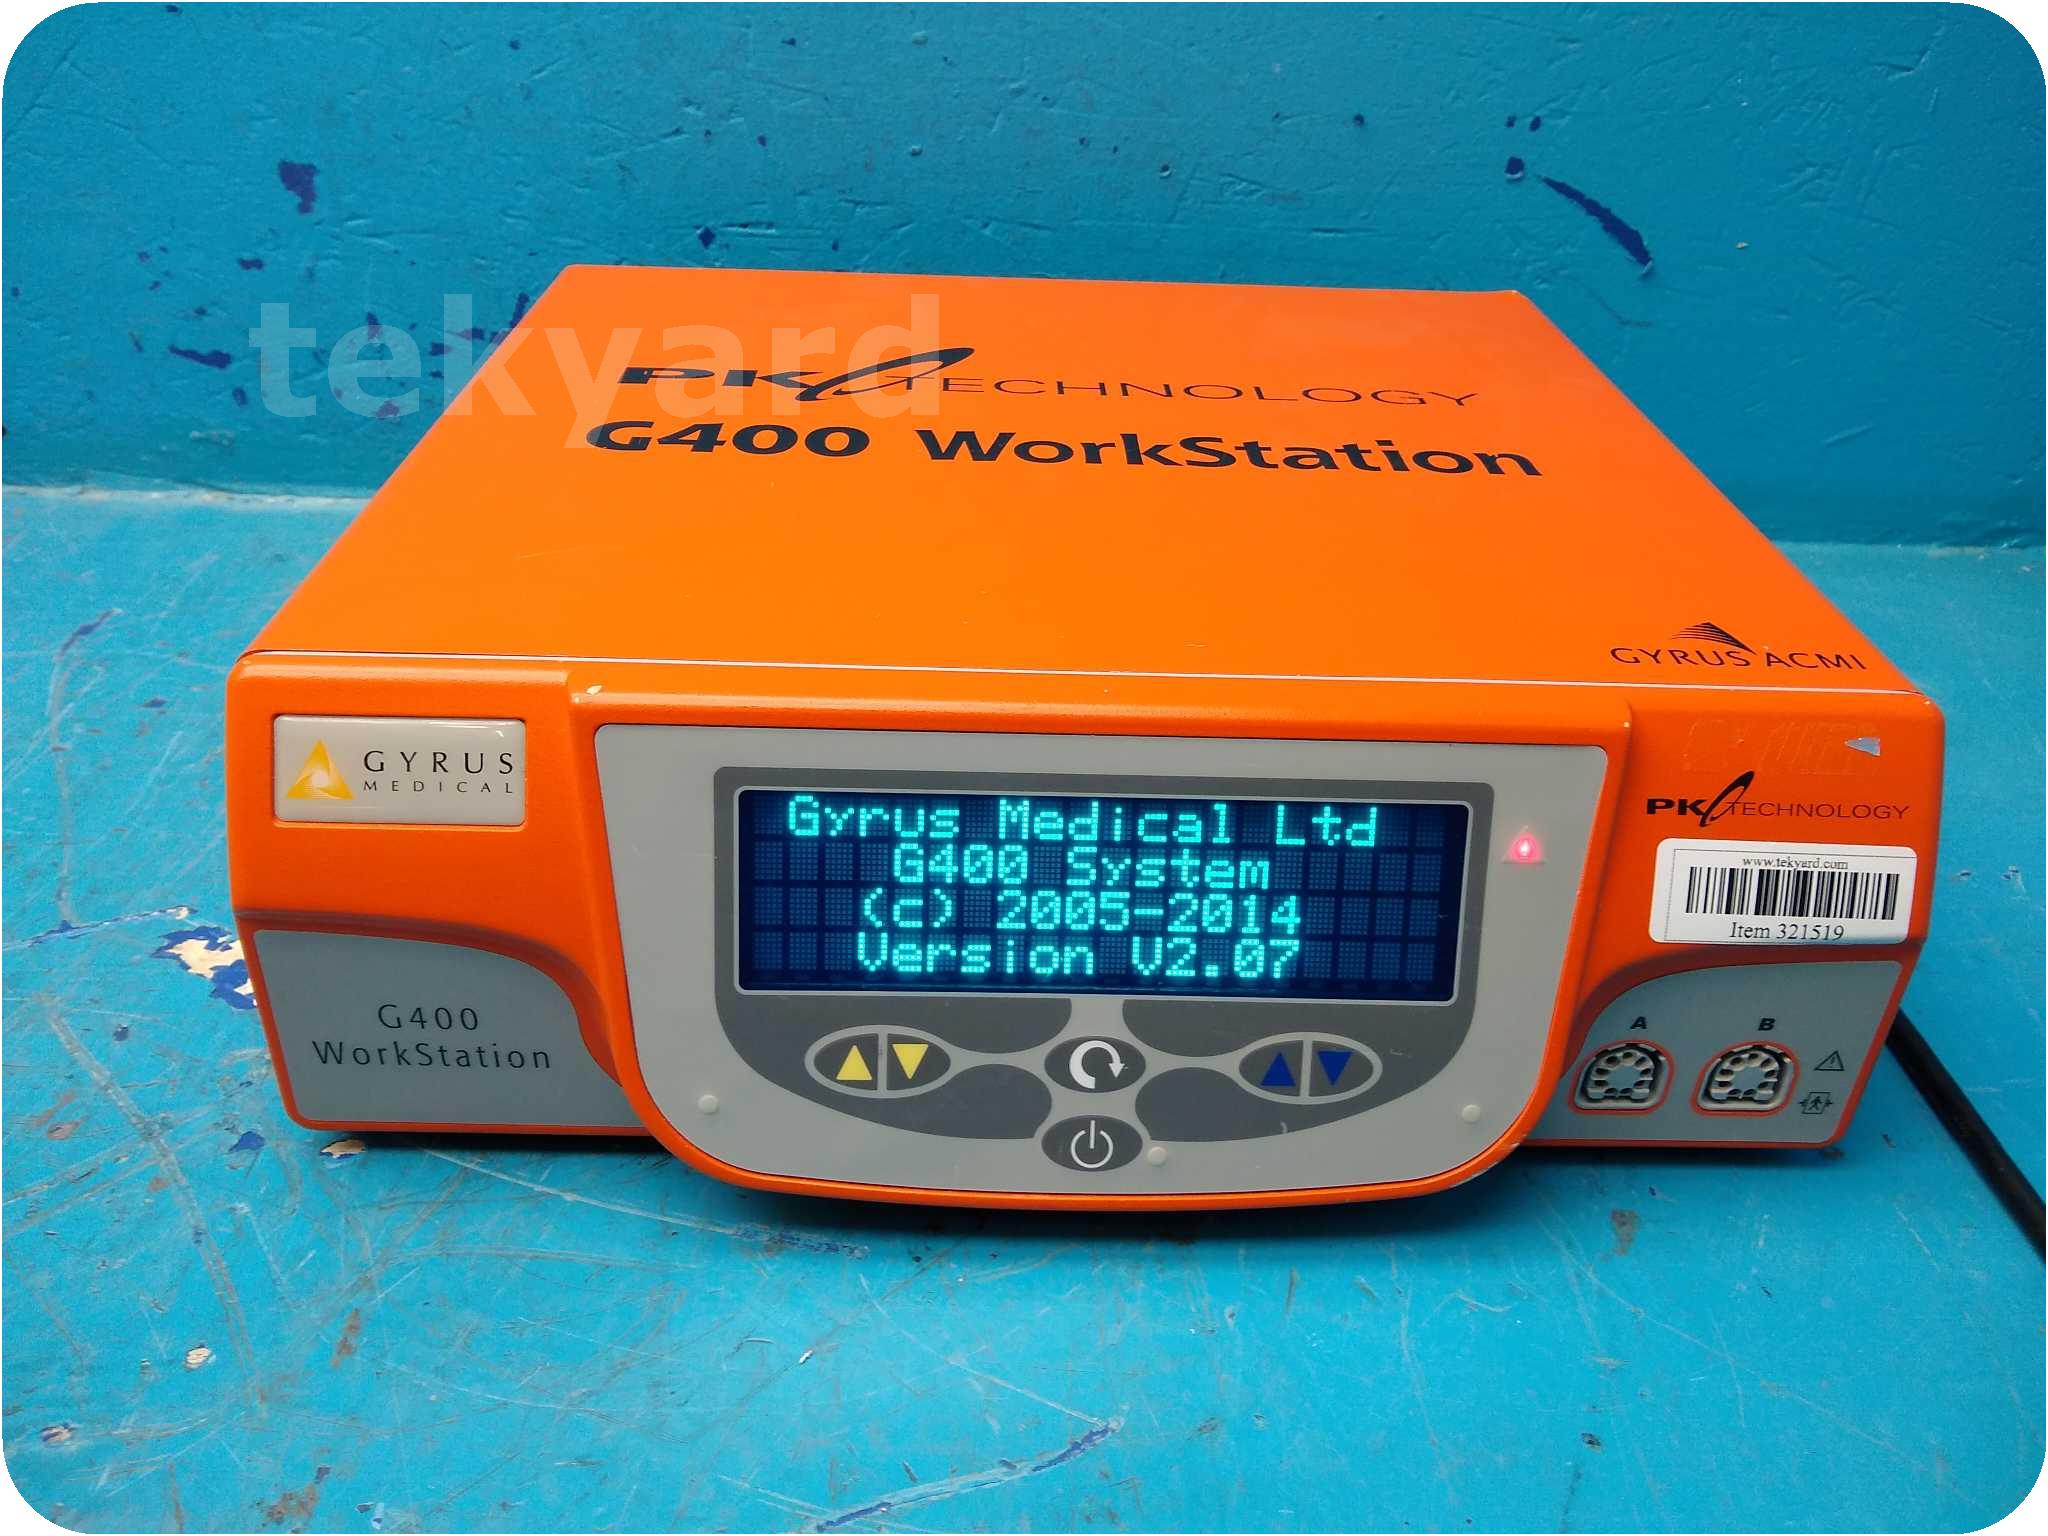 tekyard
PK TECHNOLOGY
G400 WorkStation
GYRUS ACMI
GYRUS
MEDICAL
Gyrus Medical Ltd
G400 System
(c) 2005-2014
Version V2.07
PK TECHNOLOGY
www.tekyard.com
Item 321519
G400
WorkStation
A B